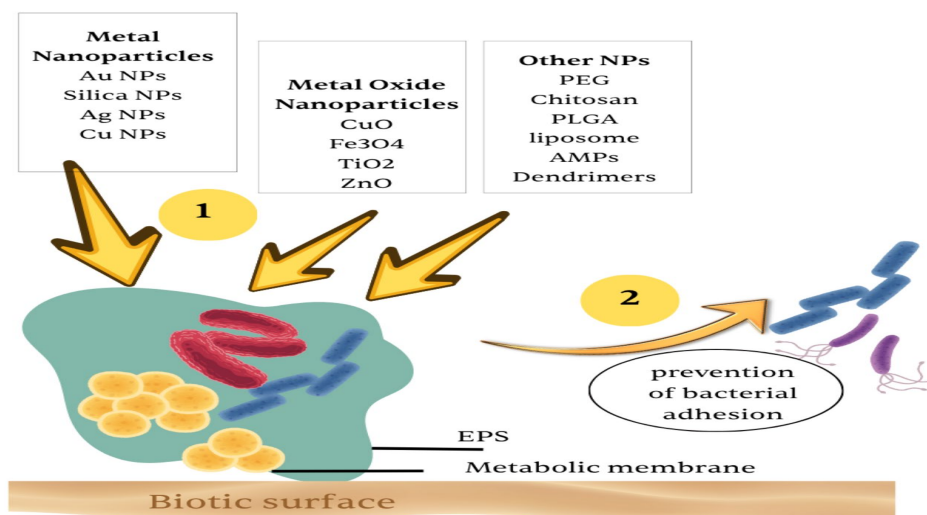 Metal
Nanoparticles
Au NPs
Silica NPs
Ag NPs
Cu NPs
Metal Oxide
Nanoparticles
CuO
Fe3O4
TiO2
ZnO
Other NPs
PEG
Chitosan
PLGA
liposome
AMPs
Dendrimers
1
2
prevention
of bacterial
adhesion
EPS
Metabolic membrane
Biotic surface